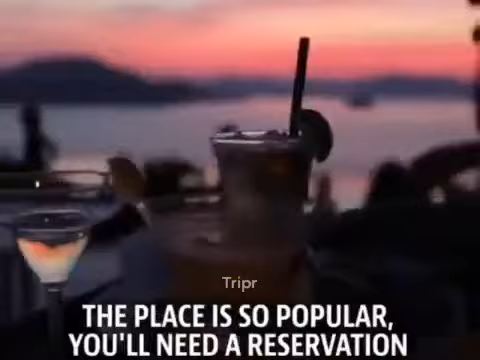 Tripr
THE PLACE IS SO POPULAR,
YOU'LL NEED A RESERVATION